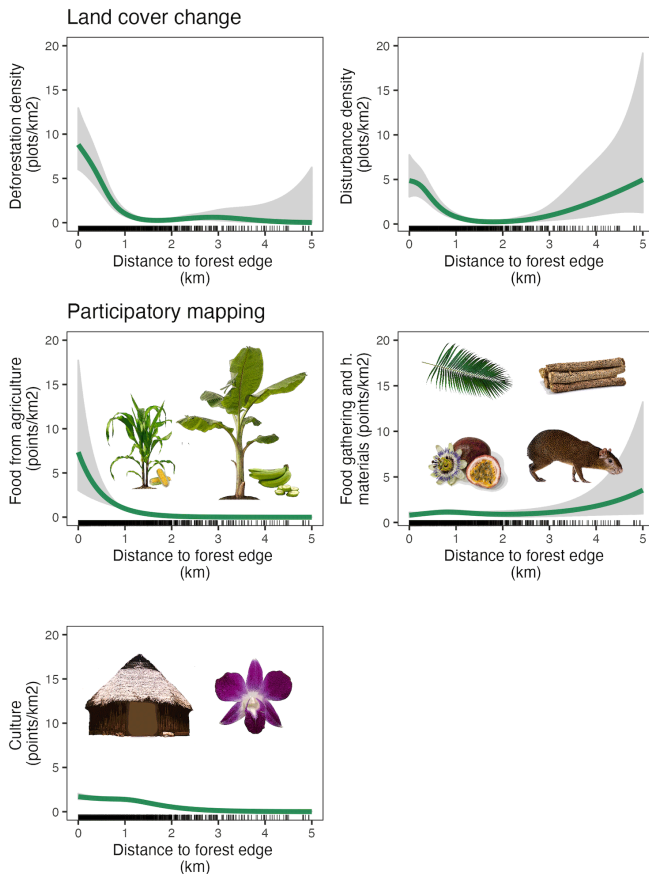 Land cover change
Deforestation density
(plots/km2)
20
15
10
5
0
0 1 2 3 4 5
Distance to forest edge
(km)
Disturbance density
(plots/km2)
20
15
10
5
0
0 1 2 3 4 5
Distance to forest edge
(km)
Participatory mapping
Food from agriculture
(points/km2)
20
15
10
5
0
0 1 2 3 4 5
Distance to forest edge
(km)
Food gathering and h.
materials (points/km2)
20
15
10
5
0
0 1 2 3 4 5
Distance to forest edge
(km)
Culture
(points/km2)
20
15
10
5
0
0 1 2 3 4 5
Distance to forest edge
(km)